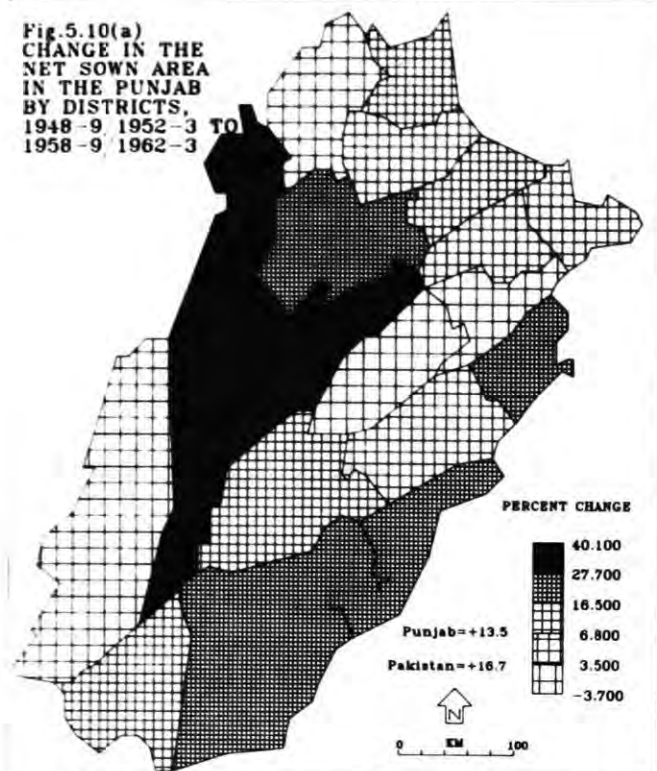 Fig.5.10(a)
CHANGE IN THE
NET SOWN AREA
IN THE PUNJAB
BY DISTRICTS,
1948-9 1952-3 TO
1958-9 1962-3
PERCENT CHANGE
40.100
27.700
16.500
6.800
3.500
-3.700
Punjab=+13.5
Pakistan=+16.7
N
KM
0 100